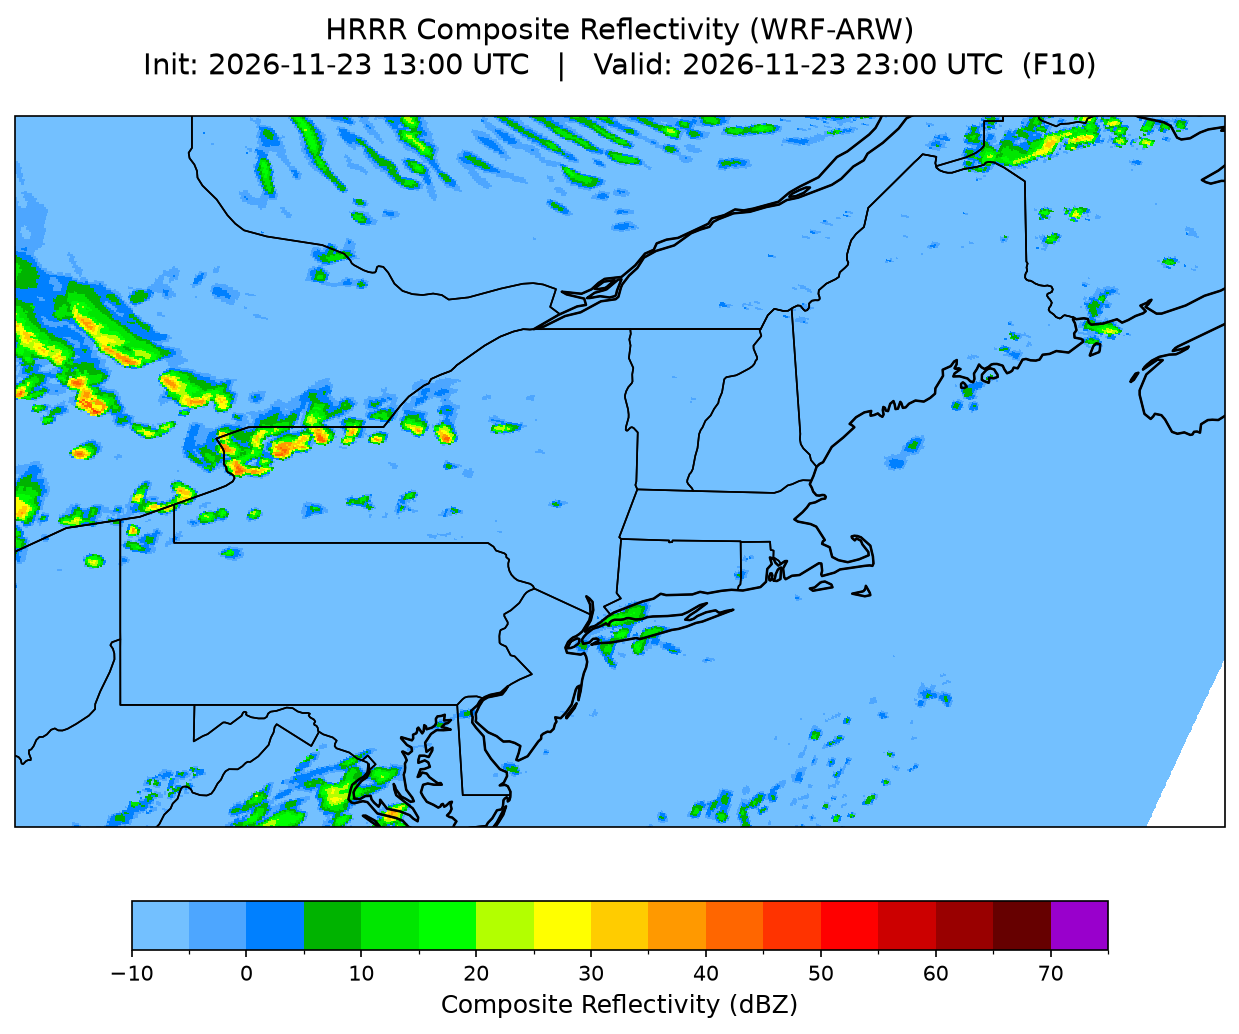 HRRR Composite Reflectivity (WRF-ARW)
Init: 2026-11-23 13:00 UTC   |   Valid: 2026-11-23 23:00 UTC  (F10)
−10 0 10 20 30 40 50 60 70
Composite Reflectivity (dBZ)